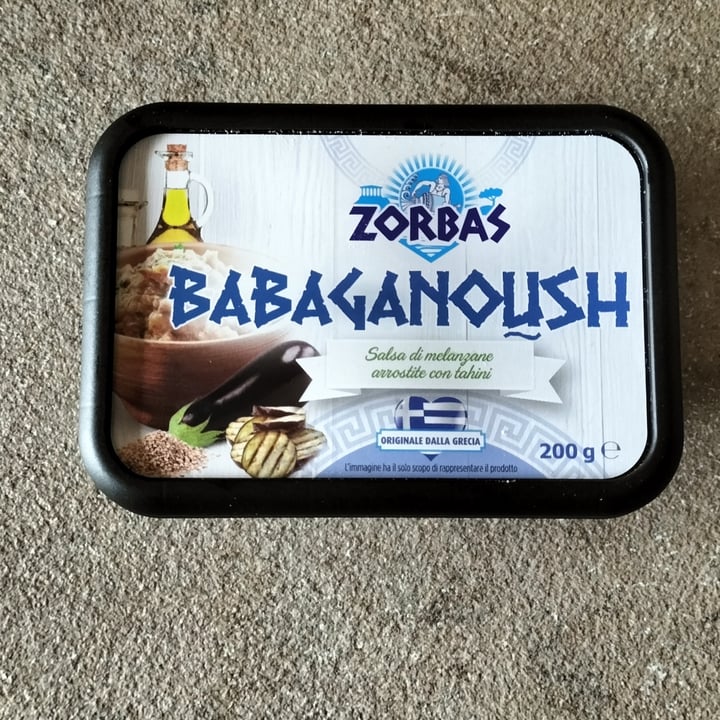 ZORBAS
BABAGANOUSH
Salsa di melanzane
arrostite con tahini
ORIGINALE DALLA GRECIA
200 g ℮
L'immagine ha il solo scopo di rappresentare il prodotto